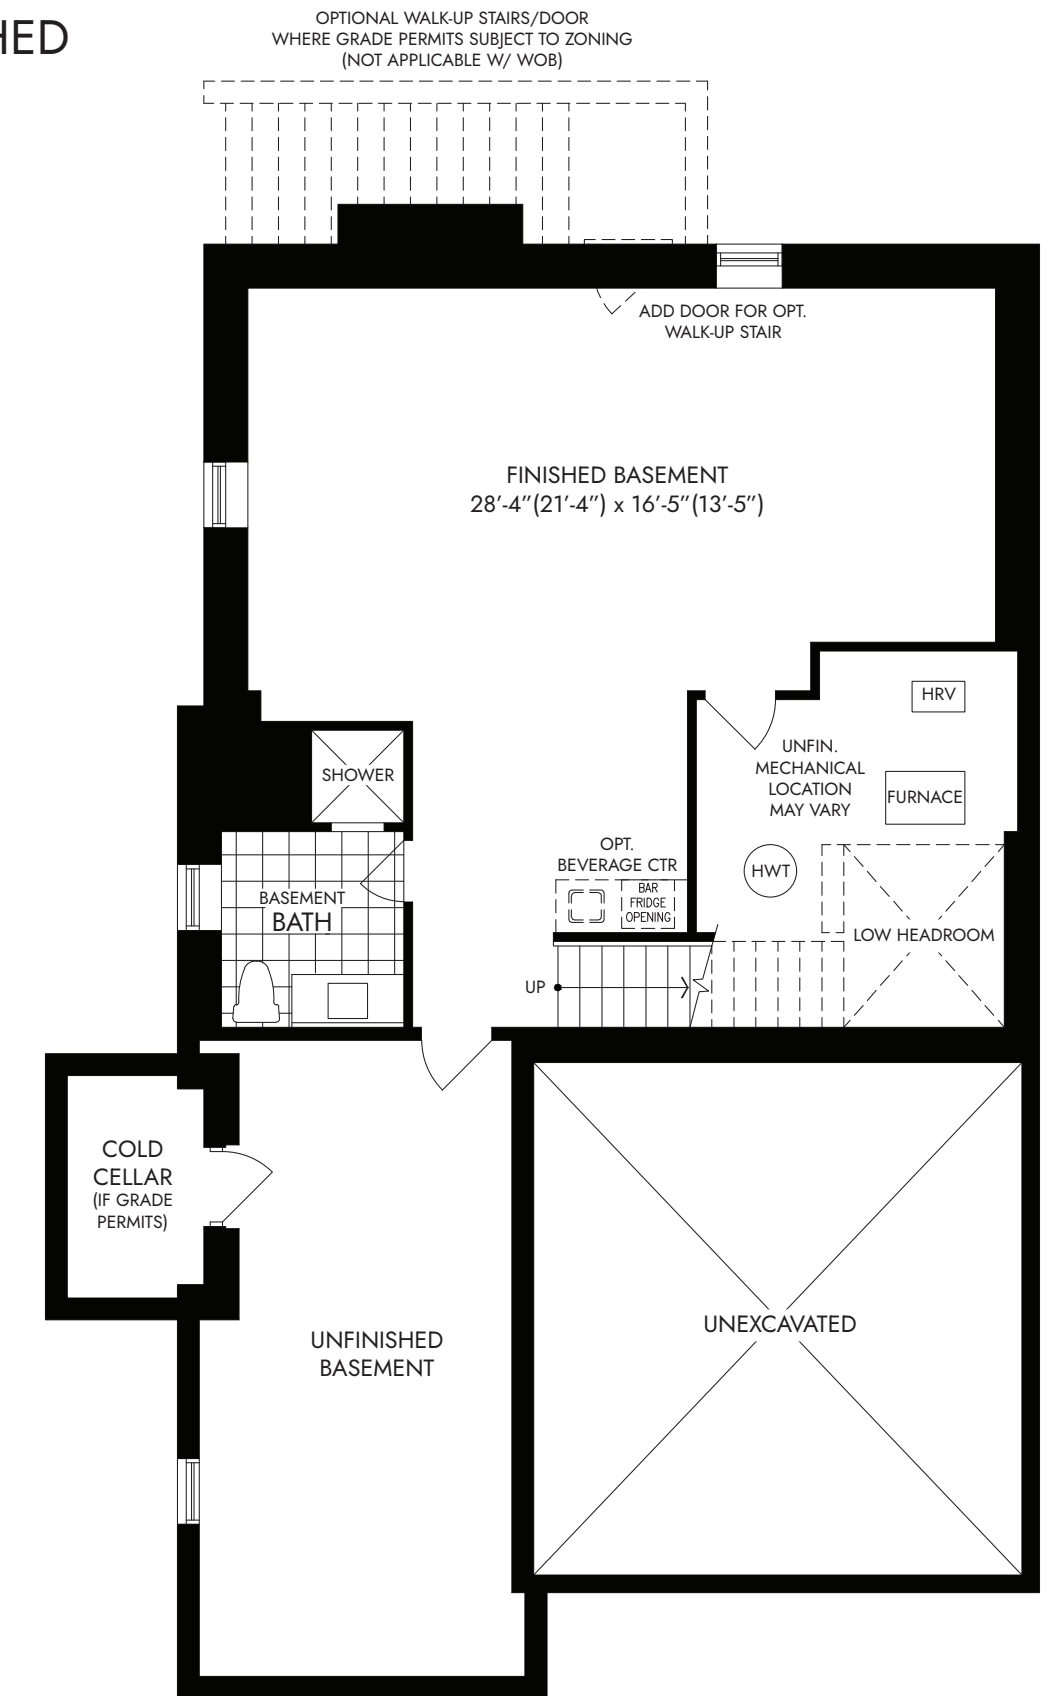 OPTIONAL WALK-UP STAIRS/DOOR
WHERE GRADE PERMITS SUBJECT TO ZONING
(NOT APPLICABLE W/ WOB)
HED
ADD DOOR FOR OPT.
WALK-UP STAIR
FINISHED BASEMENT
28’-4”(21’-4”) x 16’-5”(13’-5”)
HRV
UNFIN.
MECHANICAL
LOCATION
MAY VARY
FURNACE
SHOWER
OPT.
BEVERAGE CTR
HWT
BAR
FRIDGE
OPENING
BASEMENT
BATH
LOW HEADROOM
UP
COLD
CELLAR
(IF GRADE
PERMITS)
UNFINISHED
BASEMENT
UNEXCAVATED